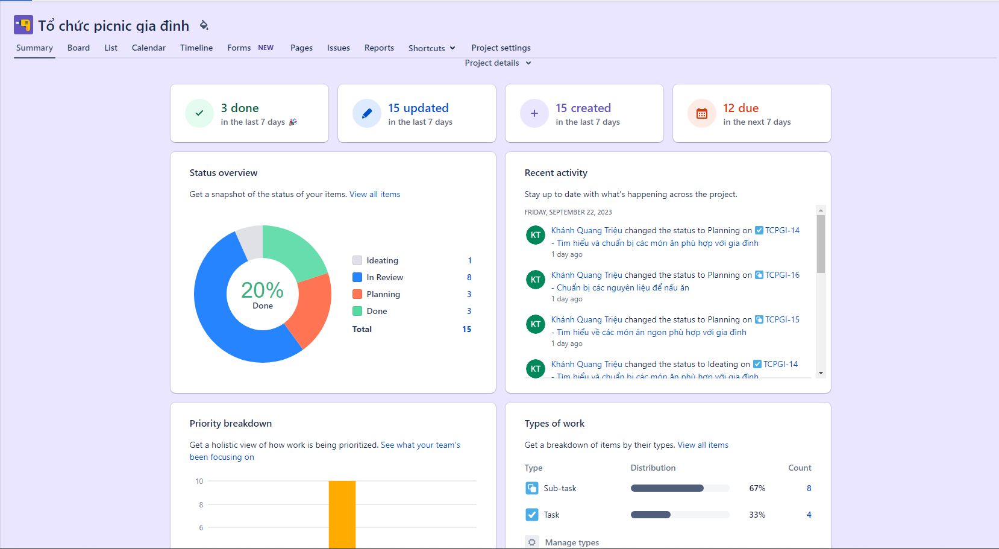 Tổ chức picnic gia đình
Summary Board List Calendar Timeline Forms NEW Pages Issues Reports Shortcuts Project settings
Project details
3 done
in the last 7 days
15 updated
in the last 7 days
15 created
in the last 7 days
12 due
in the next 7 days
Status overview
Get a snapshot of the status of your items. View all items
20%
Done
Ideating 1
In Review 8
Planning 3
Done 3
Total 15
Recent activity
Stay up to date with what's happening across the project.
FRIDAY, SEPTEMBER 22, 2023
KT
Khánh Quang Triệu changed the status to Planning on TCPGI-14
- Tìm hiểu và chuẩn bị các món ăn phù hợp với gia đình
1 day ago
KT
Khánh Quang Triệu changed the status to Planning on TCPGI-16
- Chuẩn bị các nguyên liệu để nấu ăn
1 day ago
KT
Khánh Quang Triệu changed the status to Planning on TCPGI-15
- Tìm hiểu về các món ăn ngon phù hợp với gia đình
1 day ago
KT
Khánh Quang Triệu changed the status to Ideating on TCPGI-14
- Tìm hiểu và chuẩn bị các món ăn phù hợp với gia đình
Priority breakdown
Get a holistic view of how work is being prioritized. See what your team's
been focusing on
10
8
6
Types of work
Get a breakdown of items by their types. View all items
Type Distribution Count
Sub-task 67% 8
Task 33% 4
Manage types